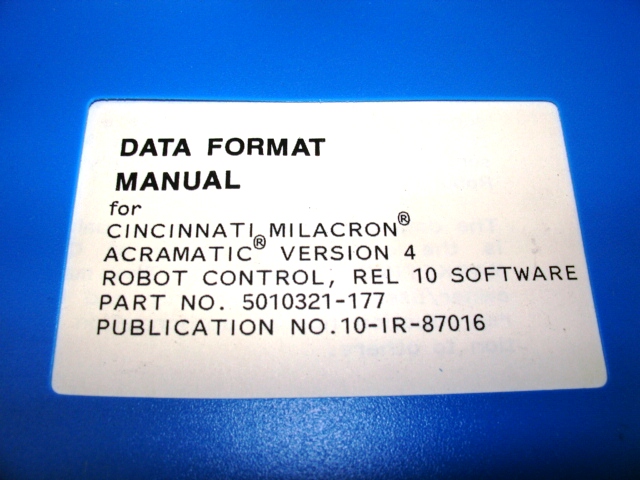 DATA FORMAT
MANUAL
for
CINCINNATI MILACRON®
ACRAMATIC® VERSION 4
ROBOT CONTROL, REL 10 SOFTWARE
PART NO. 5010321-177
PUBLICATION NO.10-IR-87016